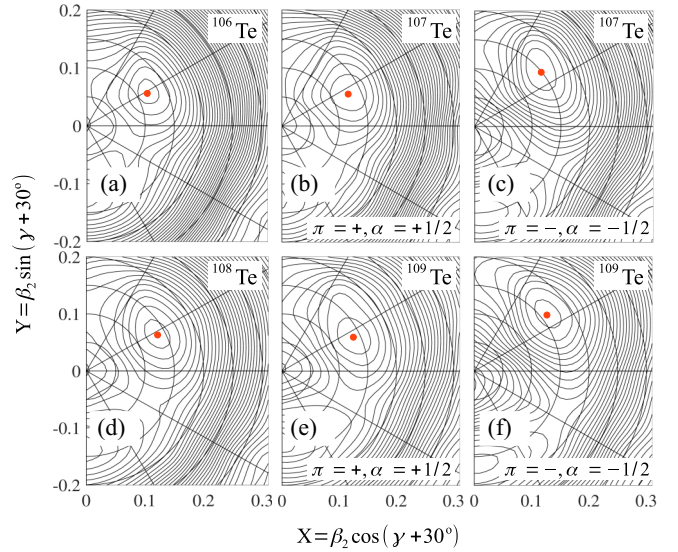 0.2
0.1
0
-0.1
-0.2
¹⁰⁶Te
(a)
¹⁰⁷Te
(b)
π = +, α = +1/2
¹⁰⁷Te
(c)
π = −, α = −1/2
Y=β₂ sin(γ+30°)
0.2
0.1
0
-0.1
-0.2
¹⁰⁸Te
(d)
¹⁰⁹Te
(e)
π = +, α = +1/2
¹⁰⁹Te
(f)
π = −, α = −1/2
0 0.1 0.2 0.3 0 0.1 0.2 0.3 0 0.1 0.2 0.3
X=β₂ cos(γ+30°)